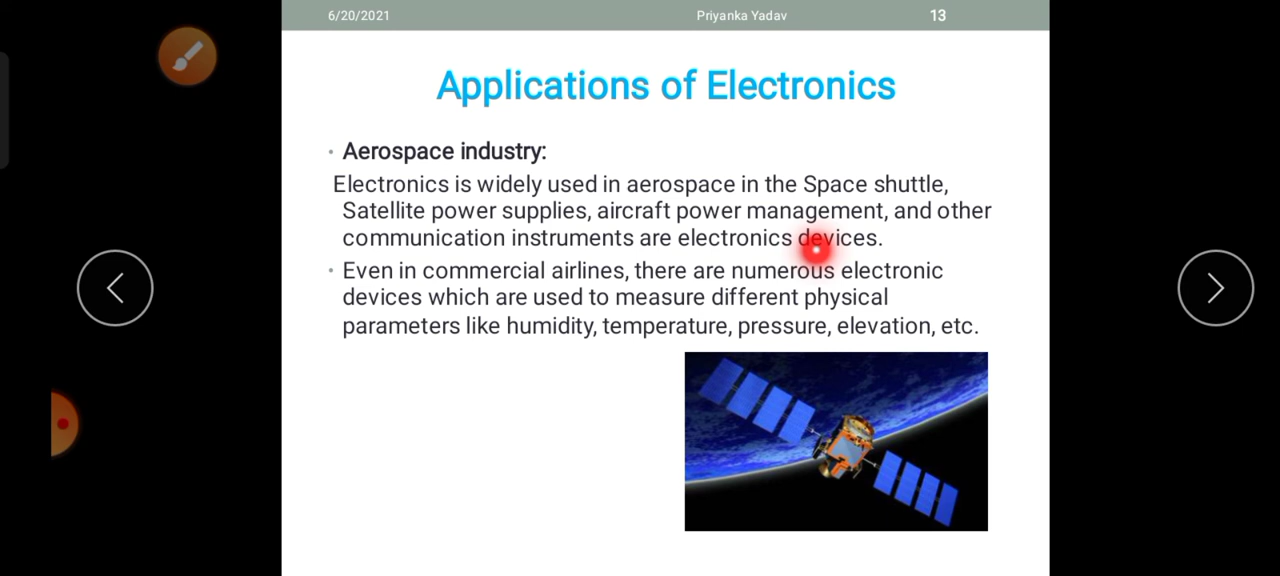 6/20/2021 Priyanka Yadav 13
Applications of Electronics
• Aerospace industry:
Electronics is widely used in aerospace in the Space shuttle,
Satellite power supplies, aircraft power management, and other
communication instruments are electronics devices.
• Even in commercial airlines, there are numerous electronic
devices which are used to measure different physical
parameters like humidity, temperature, pressure, elevation, etc.